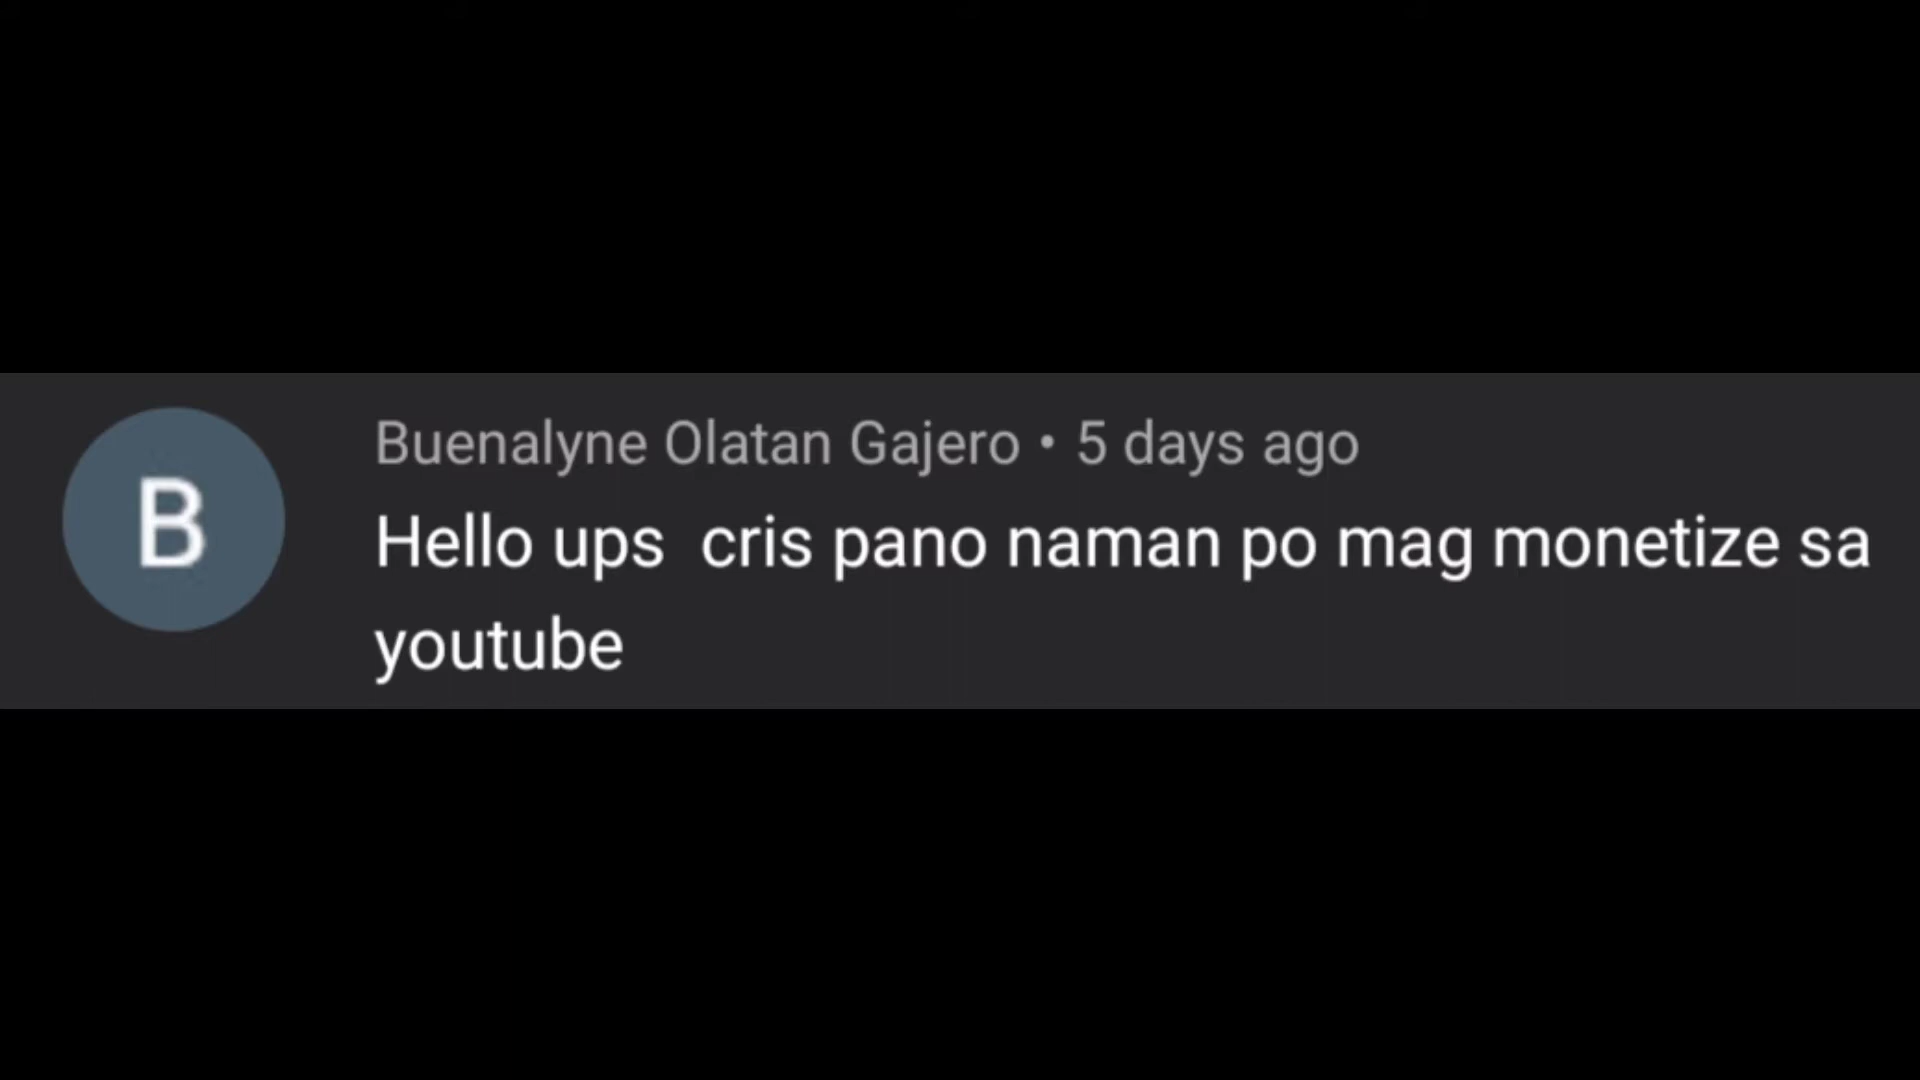 B
Buenalyne Olatan Gajero • 5 days ago
Hello ups  cris pano naman po mag monetize sa
youtube